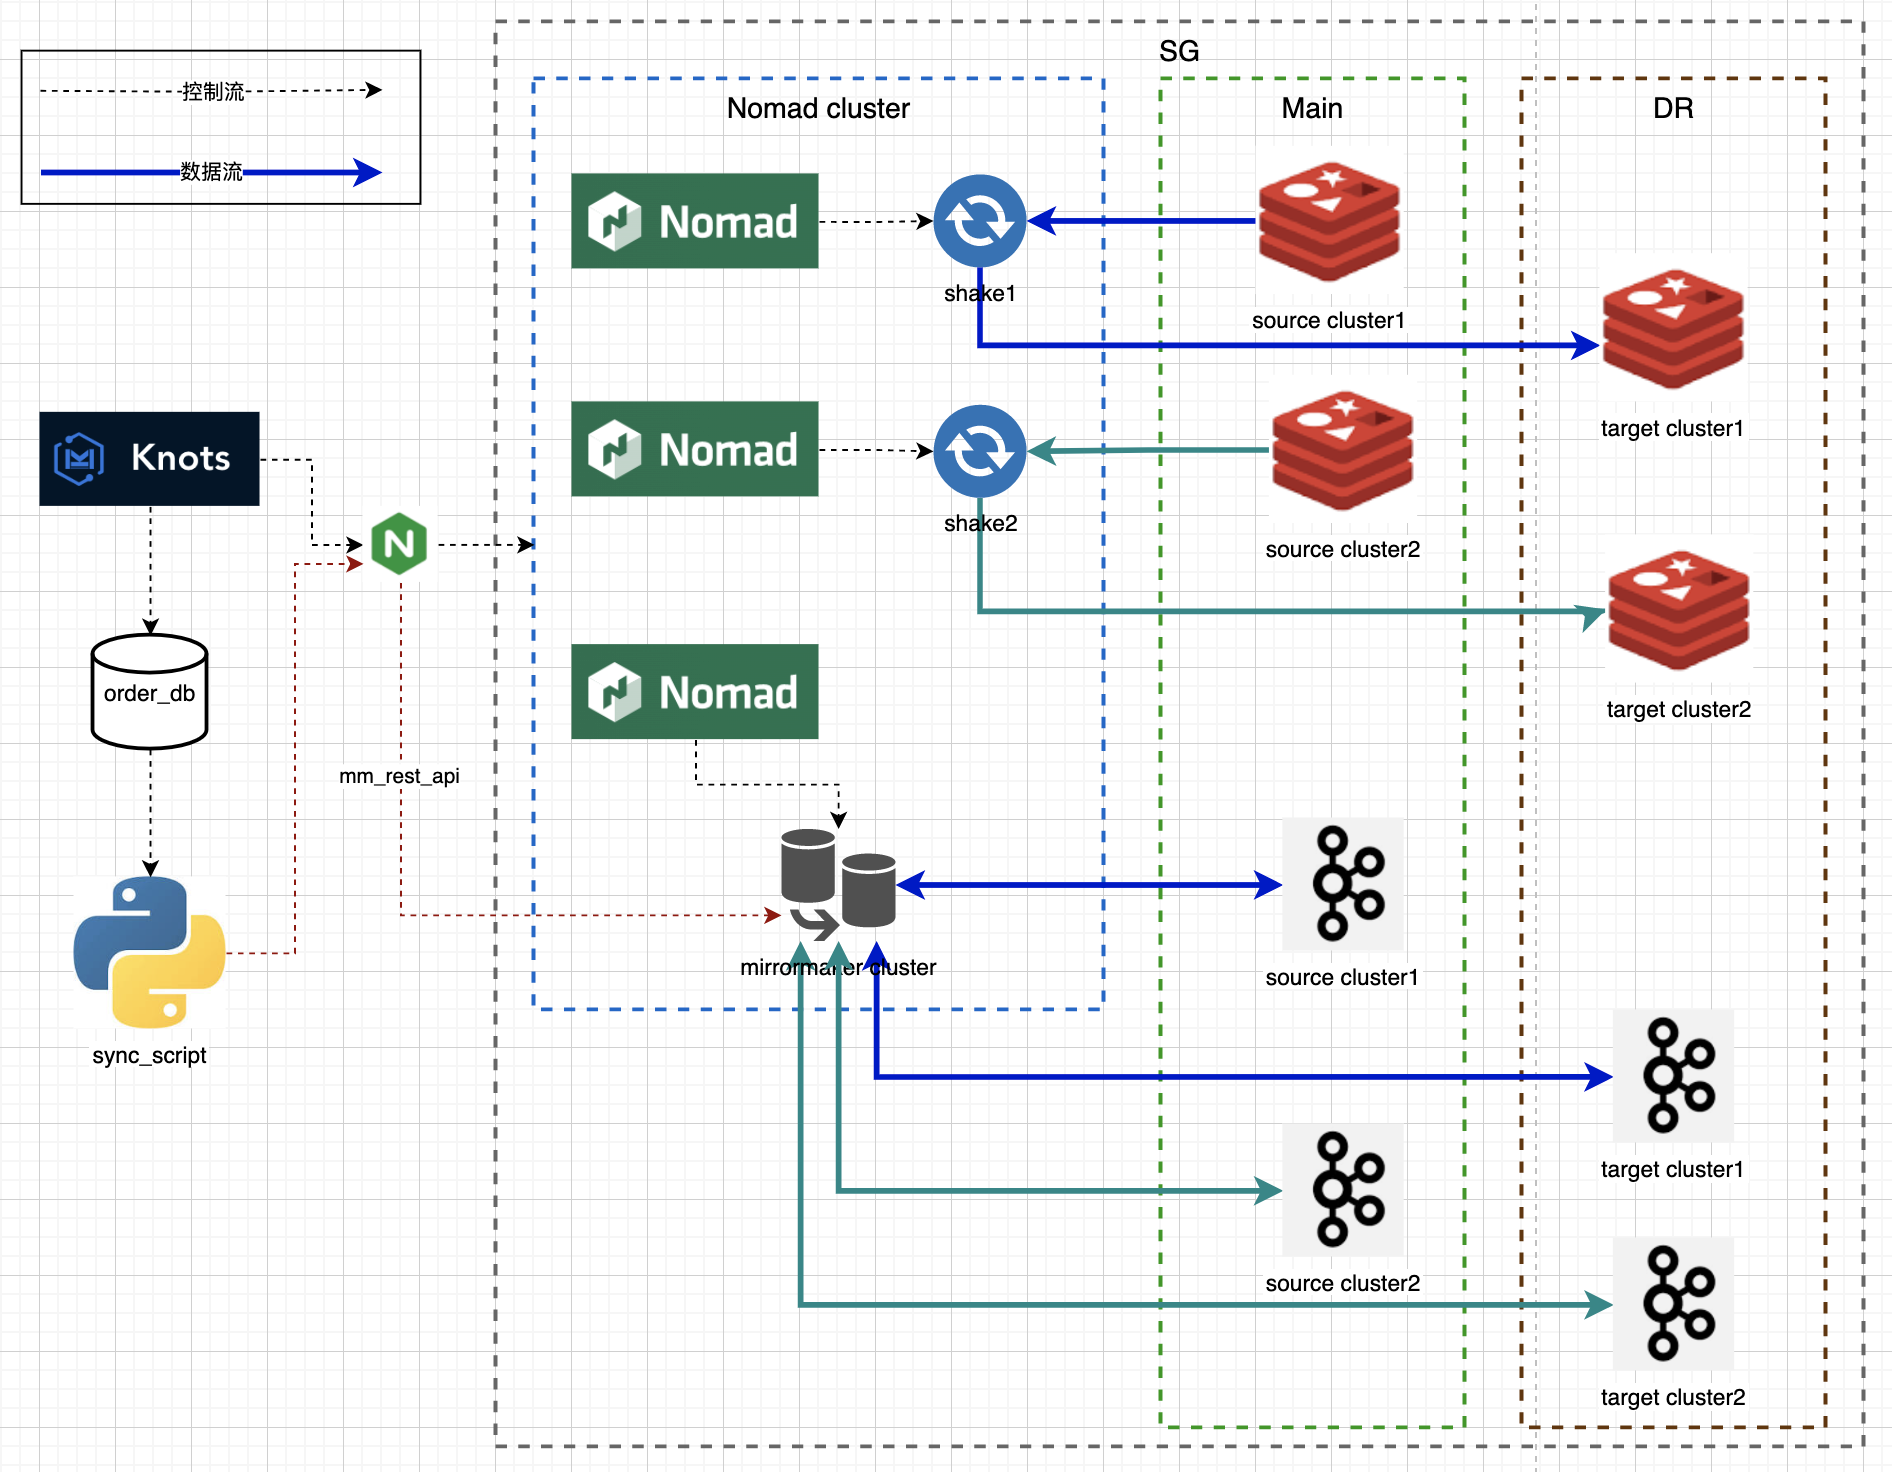 SG
控制流
数据流
Nomad cluster
Main
DR
Nomad
shake1
source cluster1
target cluster1
Nomad
shake2
source cluster2
target cluster2
Knots
N
order_db
Nomad
mm_rest_api
mirrormaker cluster
source cluster1
sync_script
target cluster1
source cluster2
target cluster2